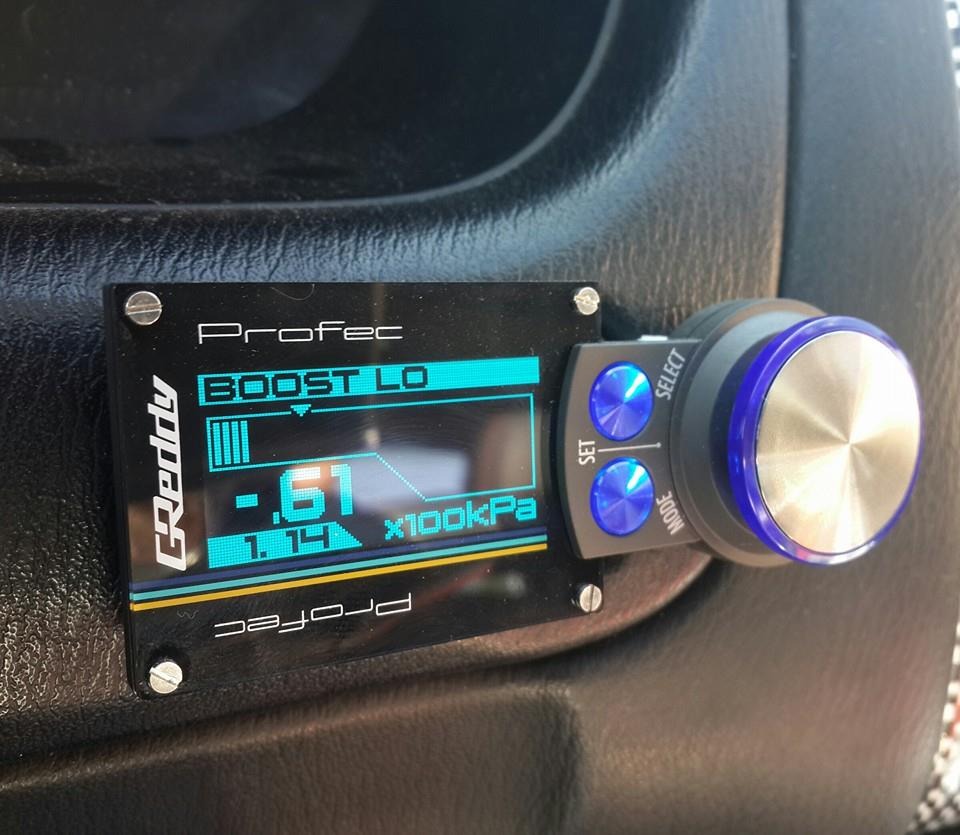 Profec
BOOST LO
GReddy
-.61
x100kPa
1.14
Profec
SELECT
SET
MODE